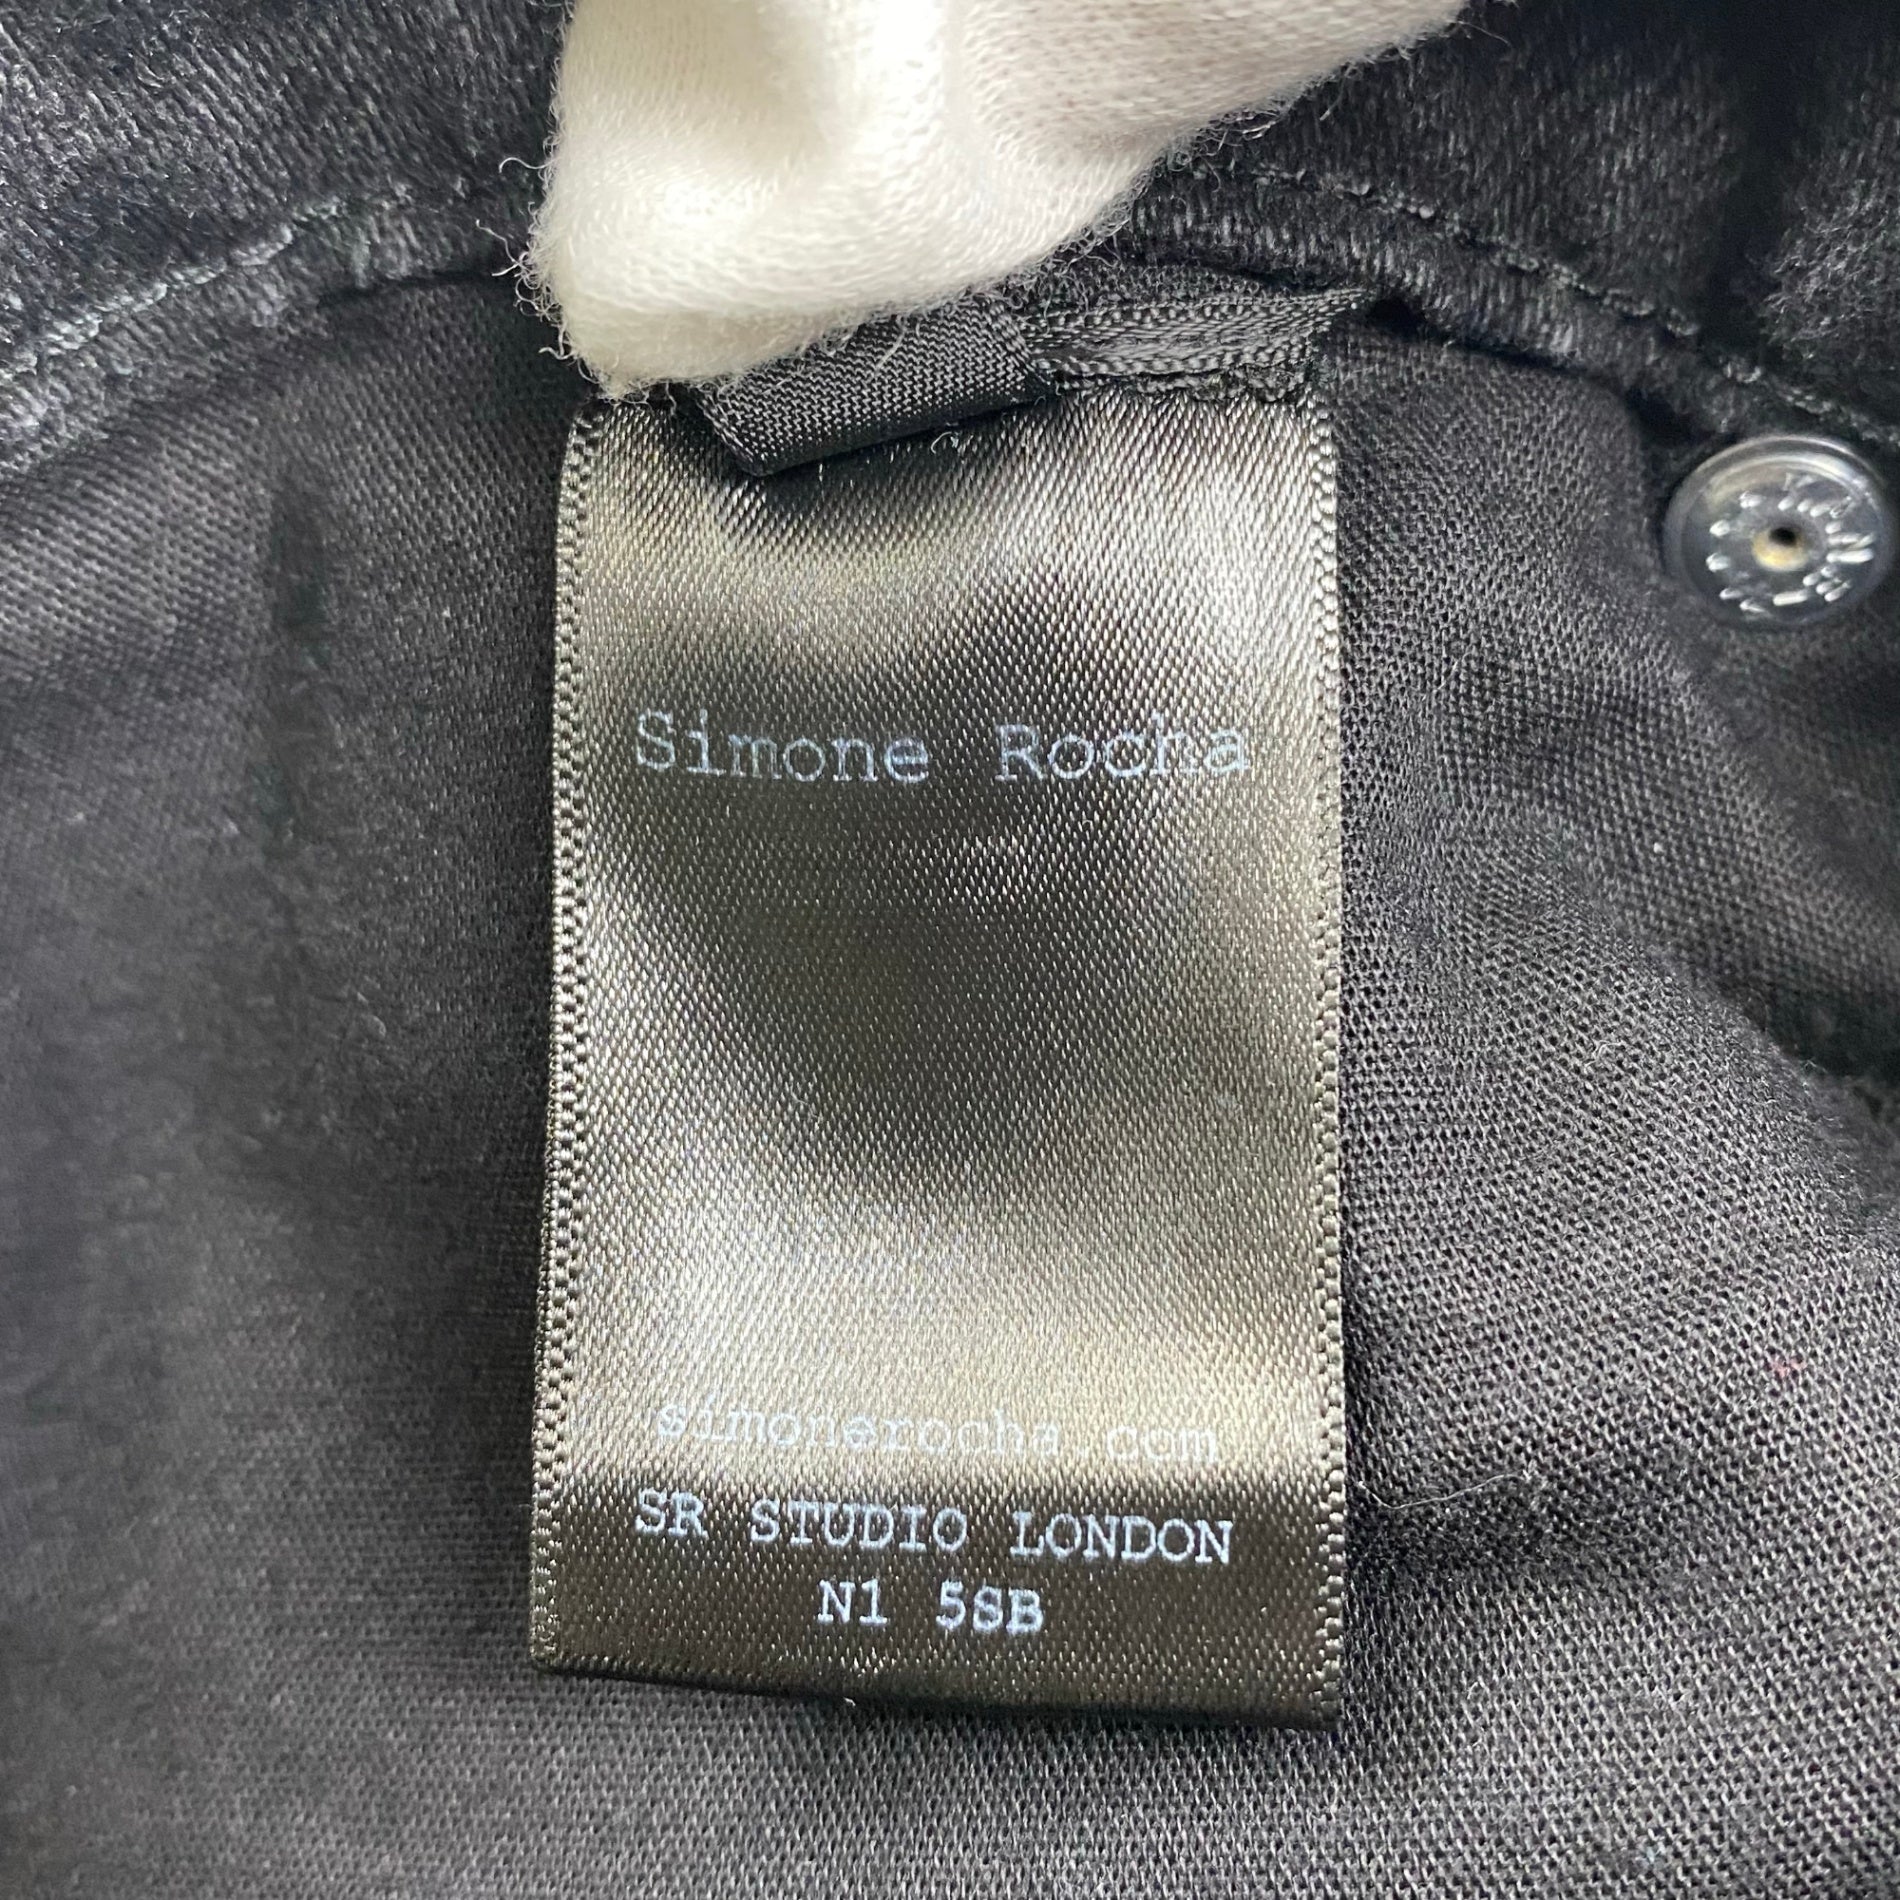 Simone Rocha
simonerocha.com
SR STUDIO LONDON
N1 5SB